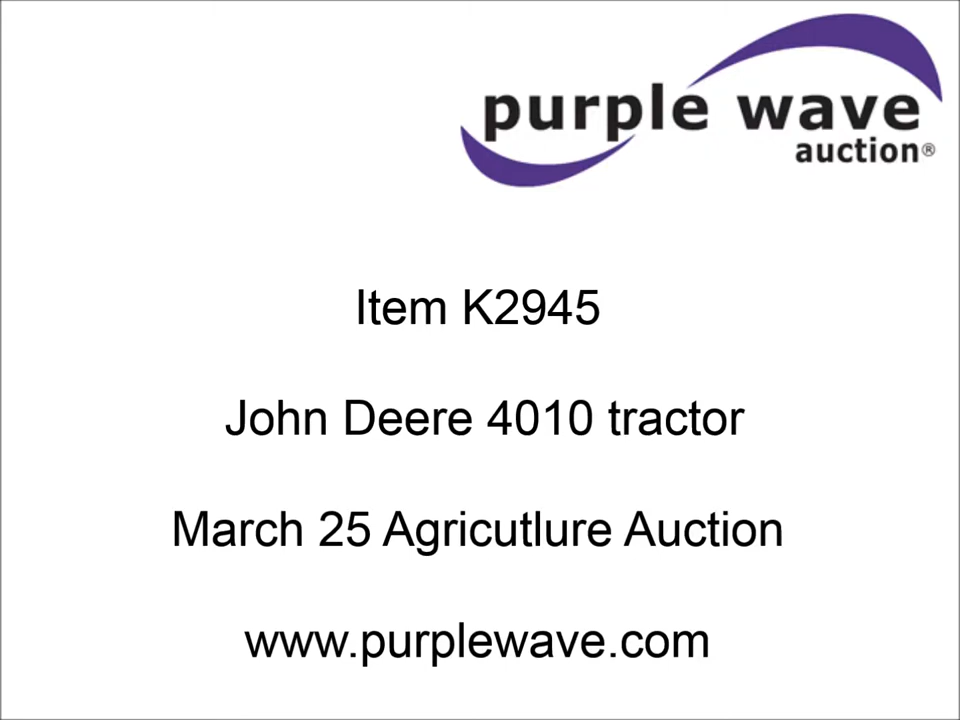 purple wave
auction®
Item K2945
John Deere 4010 tractor
March 25 Agricutlure Auction
www.purplewave.com